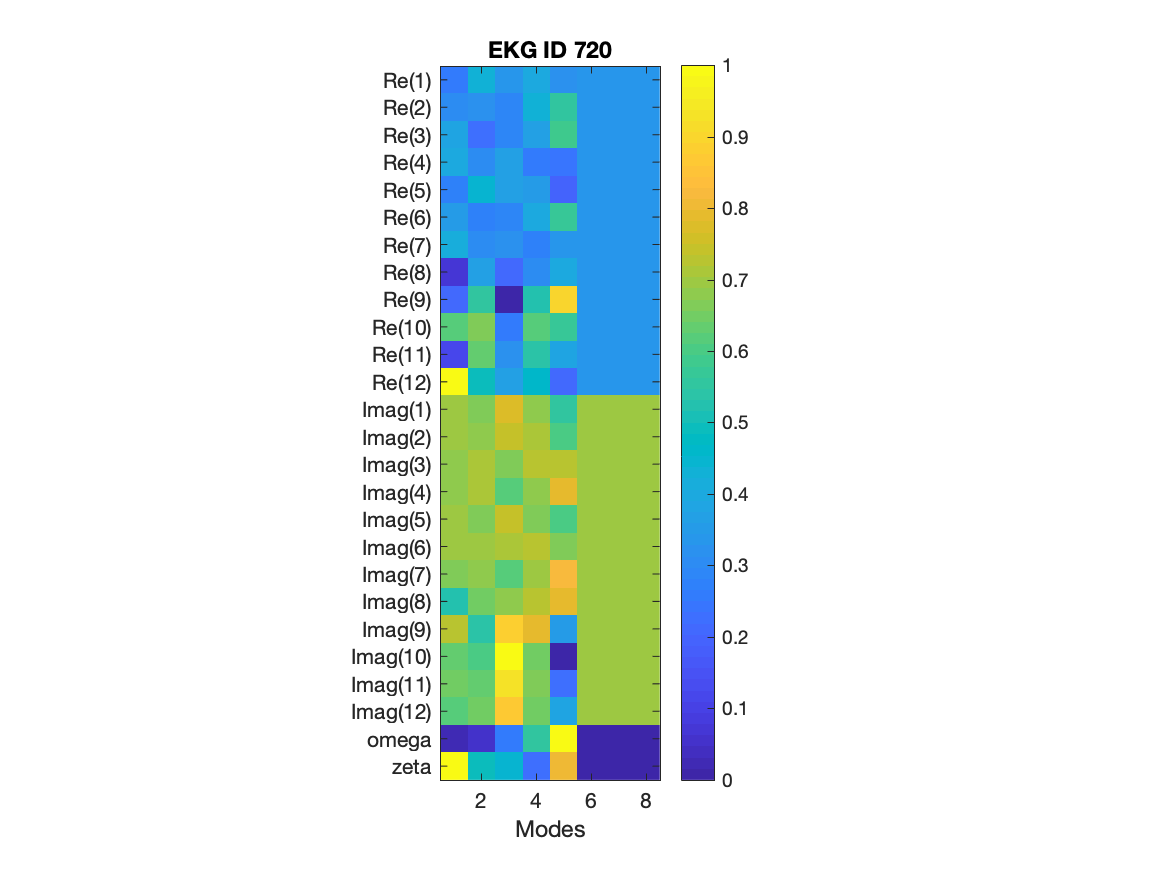 EKG ID 720
Re(1)
Re(2)
Re(3)
Re(4)
Re(5)
Re(6)
Re(7)
Re(8)
Re(9)
Re(10)
Re(11)
Re(12)
Imag(1)
Imag(2)
Imag(3)
Imag(4)
Imag(5)
Imag(6)
Imag(7)
Imag(8)
Imag(9)
Imag(10)
Imag(11)
Imag(12)
omega
zeta
2 4 6 8
Modes
1
0.9
0.8
0.7
0.6
0.5
0.4
0.3
0.2
0.1
0